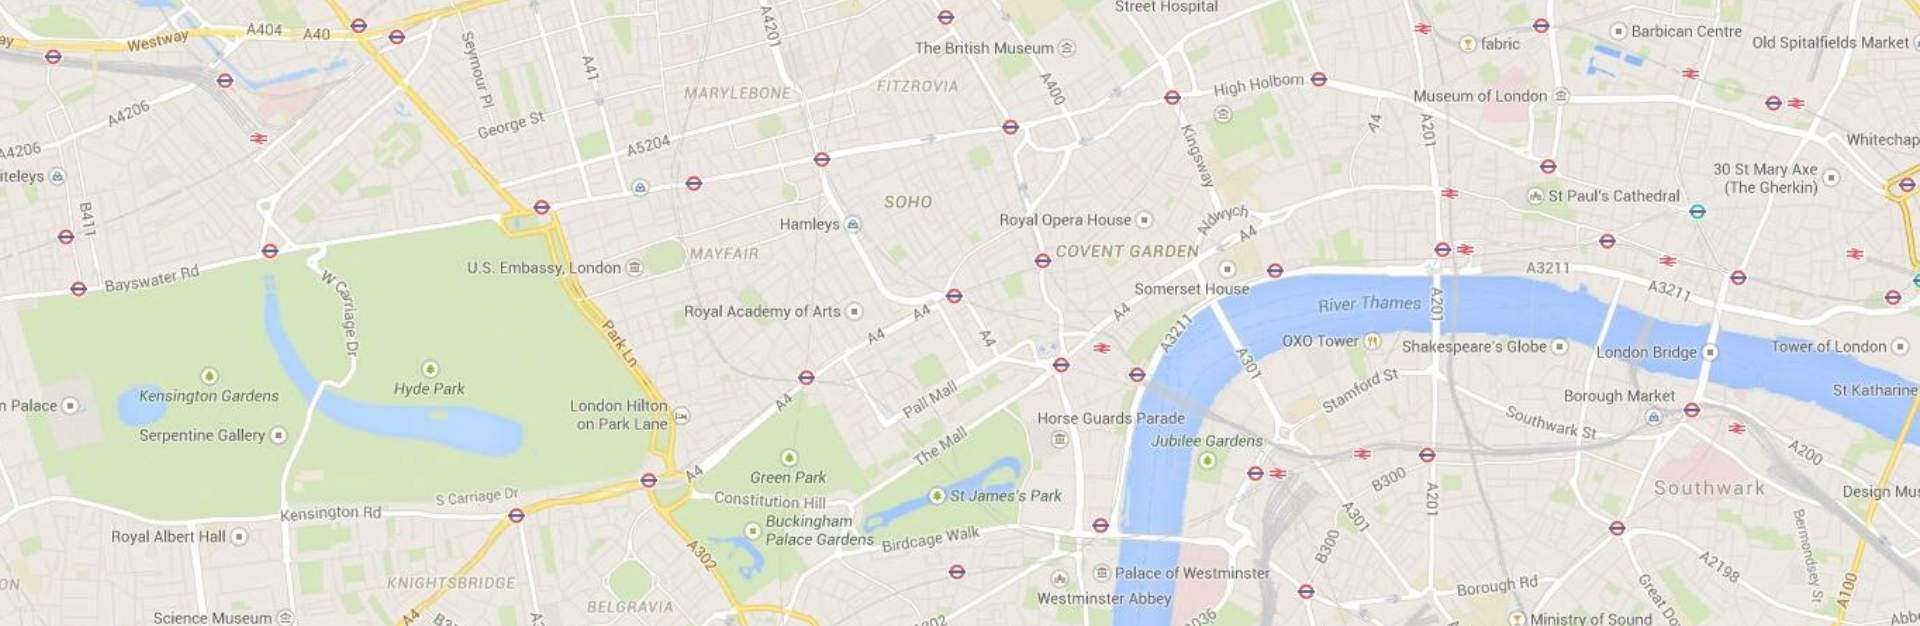 Street Hospital
A404
A40
Westway
ay
Seymour Pl
A41
A4201
The British Museum
A400
fabric
Barbican Centre
Old Spitalfields Market
MARYLEBONE
FITZROVIA
High Holborn
Museum of London
A4206
George St
A5204
Kingsway
A4
A201
Whitechap
A4206
iteleys
B411
30 St Mary Axe
(The Gherkin)
St Paul's Cathedral
SOHO
Hamleys
Royal Opera House
Aldwych
A4
COVENT GARDEN
MAYFAIR
U.S. Embassy, London
Bayswater Rd
W Carriage Dr
Somerset House
A3211
A3211
River Thames
A201
Royal Academy of Arts
A4
A4
A4
A4
A3211
Park Ln
OXO Tower
Shakespeare's Globe
London Bridge
Tower of London
A301
Kensington Gardens
Hyde Park
n Palace
London Hilton
on Park Lane
A4
Pall Mall
Stamford St
Borough Market
St Katharine
Serpentine Gallery
Horse Guards Parade
Jubilee Gardens
Southwark St
The Mall
A200
Green Park
A4
B300
Southwark
S Carriage Dr
Constitution Hill
St James's Park
A201
Design Mus
Kensington Rd
Buckingham
Palace Gardens
Royal Albert Hall
Birdcage Walk
A301
B300
Bermondsey St
A302
A2198
KNIGHTSBRIDGE
Palace of Westminster
Borough Rd
A100
ON
BELGRAVIA
Westminster Abbey
Great Do
Science Museum
A4
Ministry of Sound
Abb